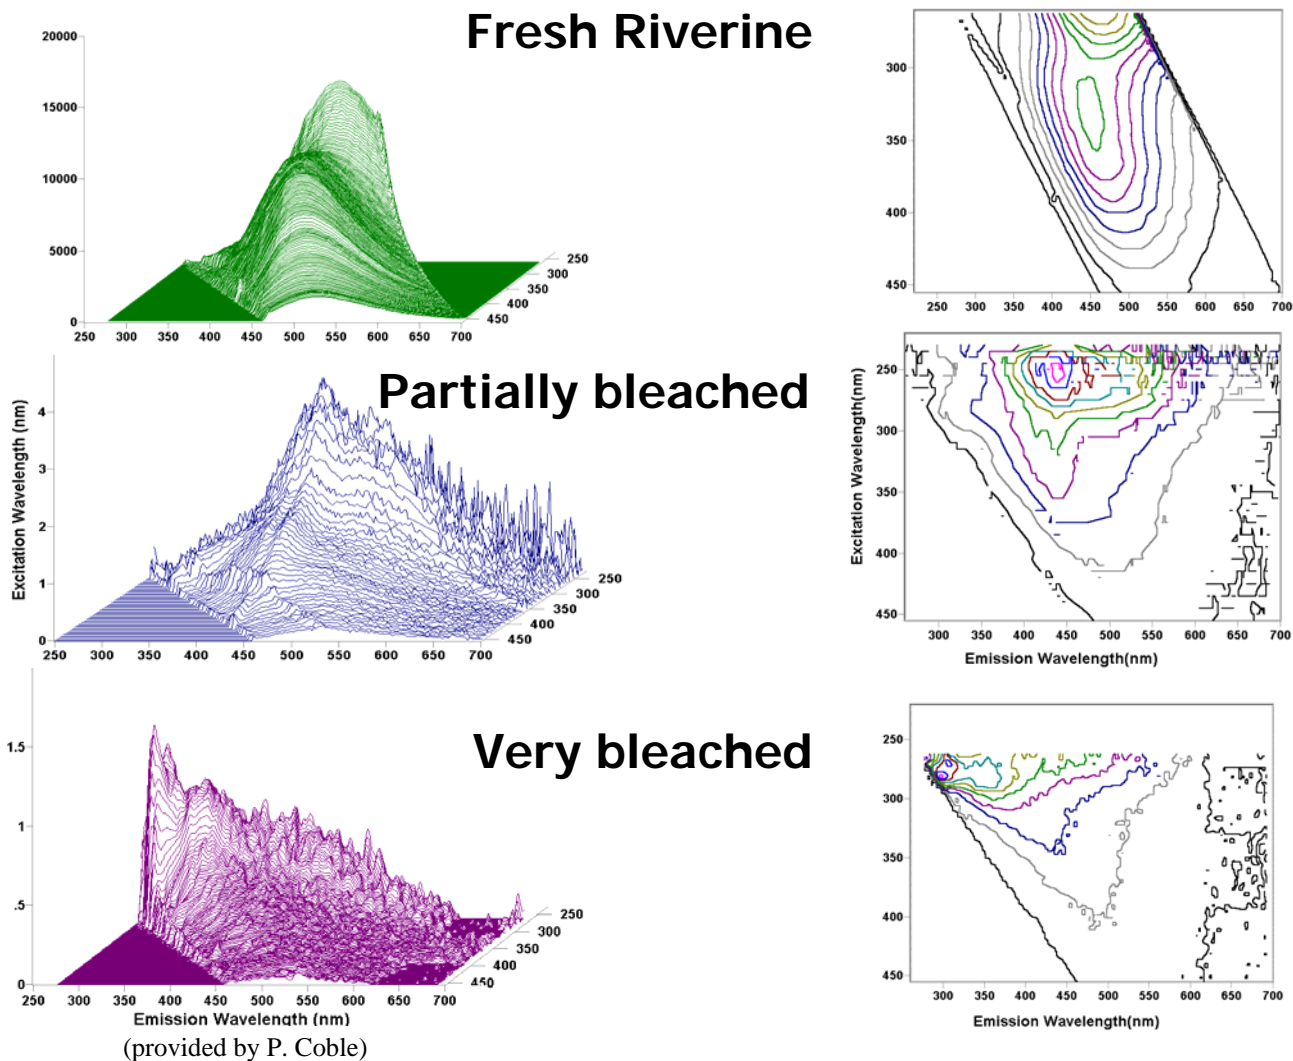 Fresh Riverine
20000
15000
10000
5000
0
250 300 350 400 450 500 550 600 650 700
250
300
350
400
450
300
350
400
450
250 300 350 400 450 500 550 600 650 700
Partially bleached
Excitation Wavelength (nm)
4
3
2
1
0
250 300 350 400 450 500 550 600 650 700
250
300
350
400
450
Excitation Wavelength(nm)
250
300
350
400
450
300 350 400 450 500 550 600 650 700
Emission Wavelength(nm)
Very bleached
1.5
1
.5
0
250 300 350 400 450 500 550 600 650 700
250
300
350
400
450
Emission Wavelength (nm)
(provided by P. Coble)
250
300
350
400
450
300 350 400 450 500 550 600 650 700
Emission Wavelength(nm)